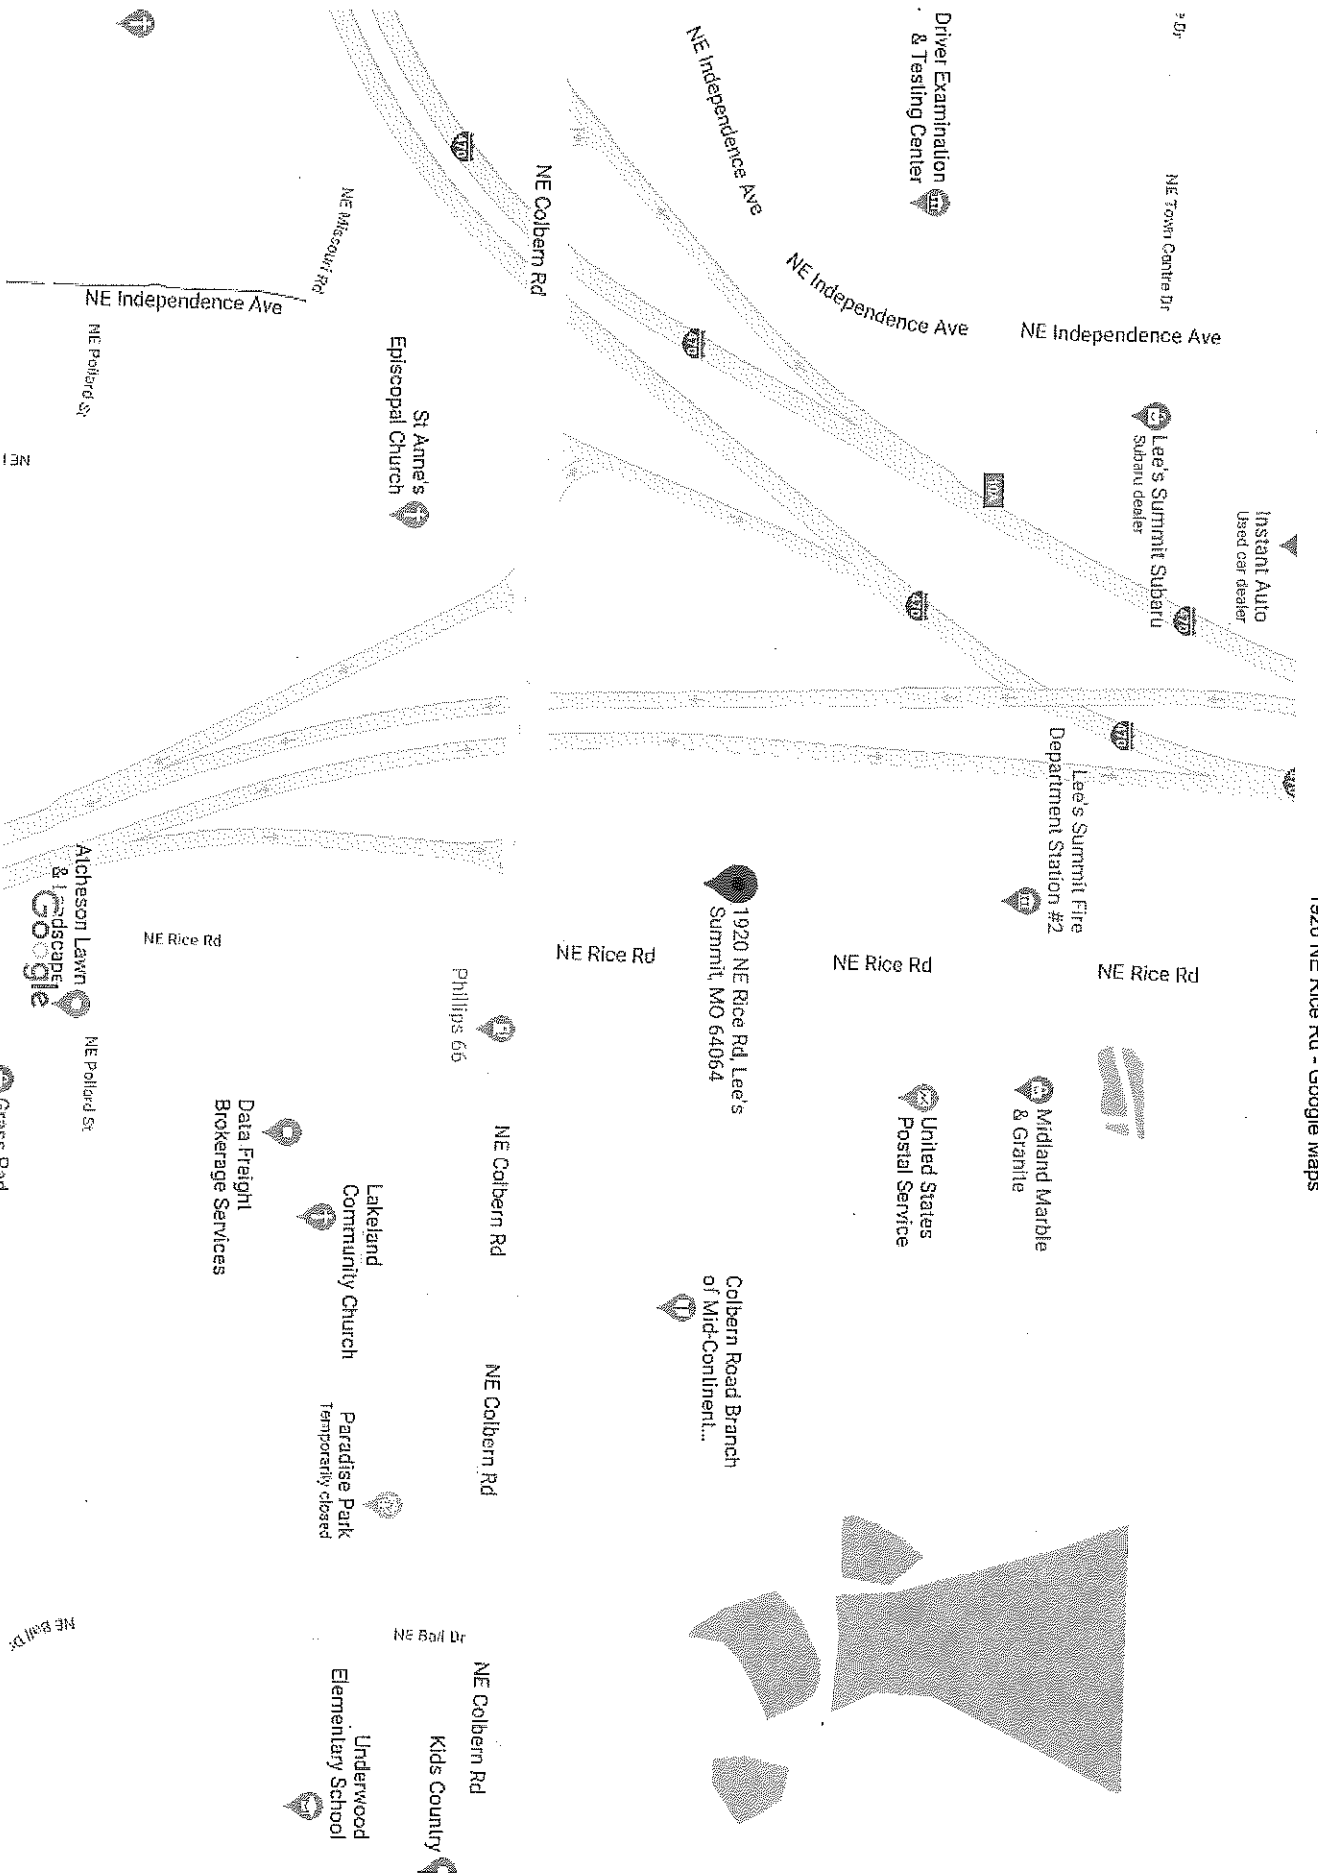 1920 NE Rice Rd - Google Maps
Instant Auto
Used car dealer
NE Town Centre Dr
NE Independence Ave
Lee's Summit Subaru
Subaru dealer
470
NE Rice Rd
Driver Examination
& Testing Center
NE Independence Ave
10A
Lee's Summit Fire
Department Station #2
Midland Marble
& Granite
470
NE Independence Ave
470
NE Rice Rd
United States
Postal Service
470
1920 NE Rice Rd, Lee's
Summit, MO 64064
Colbern Road Branch
of Mid-Continent...
NE Rice Rd
NE Colbern Rd
NE Colbern Rd
NE Colbern Rd
NE Colbern Rd
470
Phillips 66
Kids Country
St Anne's
Episcopal Church
NE Ball Dr
NE Missouri Rd
Lakeland
Community Church
Paradise Park
Temporarily closed
Underwood
Elementary School
NE Independence Ave
Data Freight
Brokerage Services
NE Rice Rd
NE Pollard St
NE Pollard St
Atcheson Lawn
& Landscape
Google
NE Ball Dr